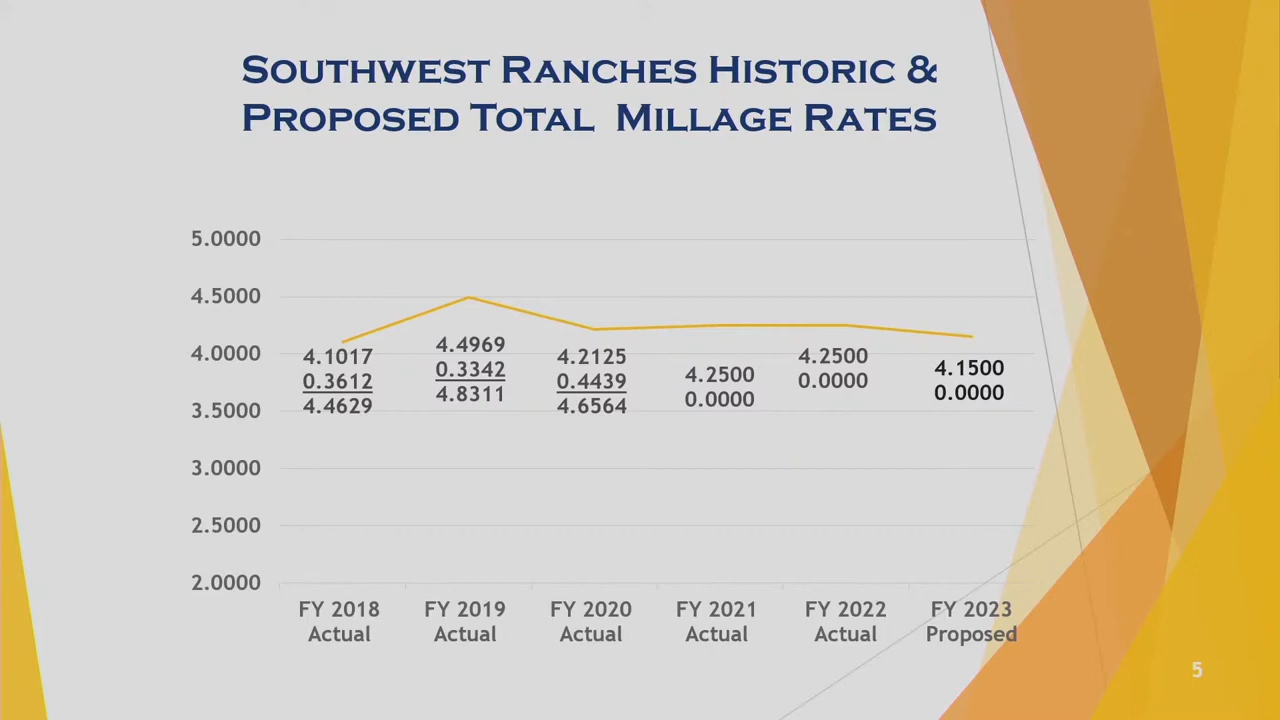 SOUTHWEST RANCHES HISTORIC &
PROPOSED TOTAL MILLAGE RATES
5.0000
4.5000
4.0000
3.5000
3.0000
2.5000
2.0000
4.1017
0.3612
4.4629
4.4969
0.3342
4.8311
4.2125
0.4439
4.6564
4.2500
0.0000
4.2500
0.0000
4.1500
0.0000
FY 2018
Actual
FY 2019
Actual
FY 2020
Actual
FY 2021
Actual
FY 2022
Actual
FY 2023
Proposed
5